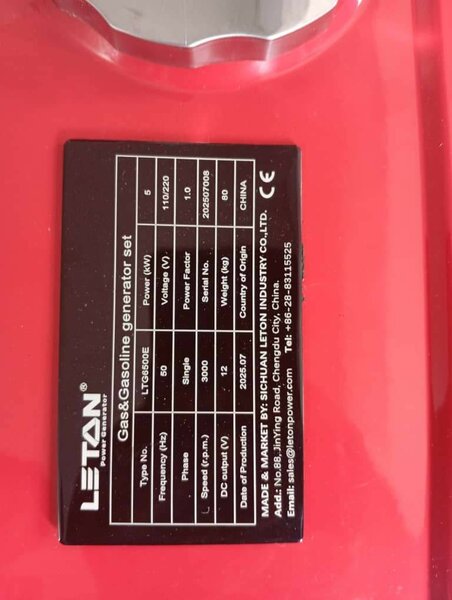 LETON®
Power Generator
Gas&Gasoline generator set
Type No. LTG6500E Power (kW) 5
Frequency (Hz) 50 Voltage (V) 110/220
Phase Single Power Factor 1.0
Speed (r.p.m.) 3000 Serial No. 202507008
DC output (V) 12 Weight (kg) 80
Date of Production 2025.07 Country of Origin CHINA
MADE & MARKET BY: SICHUAN LETON INDUSTRY CO.,LTD.
Add.: No.88,JinYing Road, Chengdu City, China.
Email: sales@letonpower.com Tel: +86-28-83115525
CE